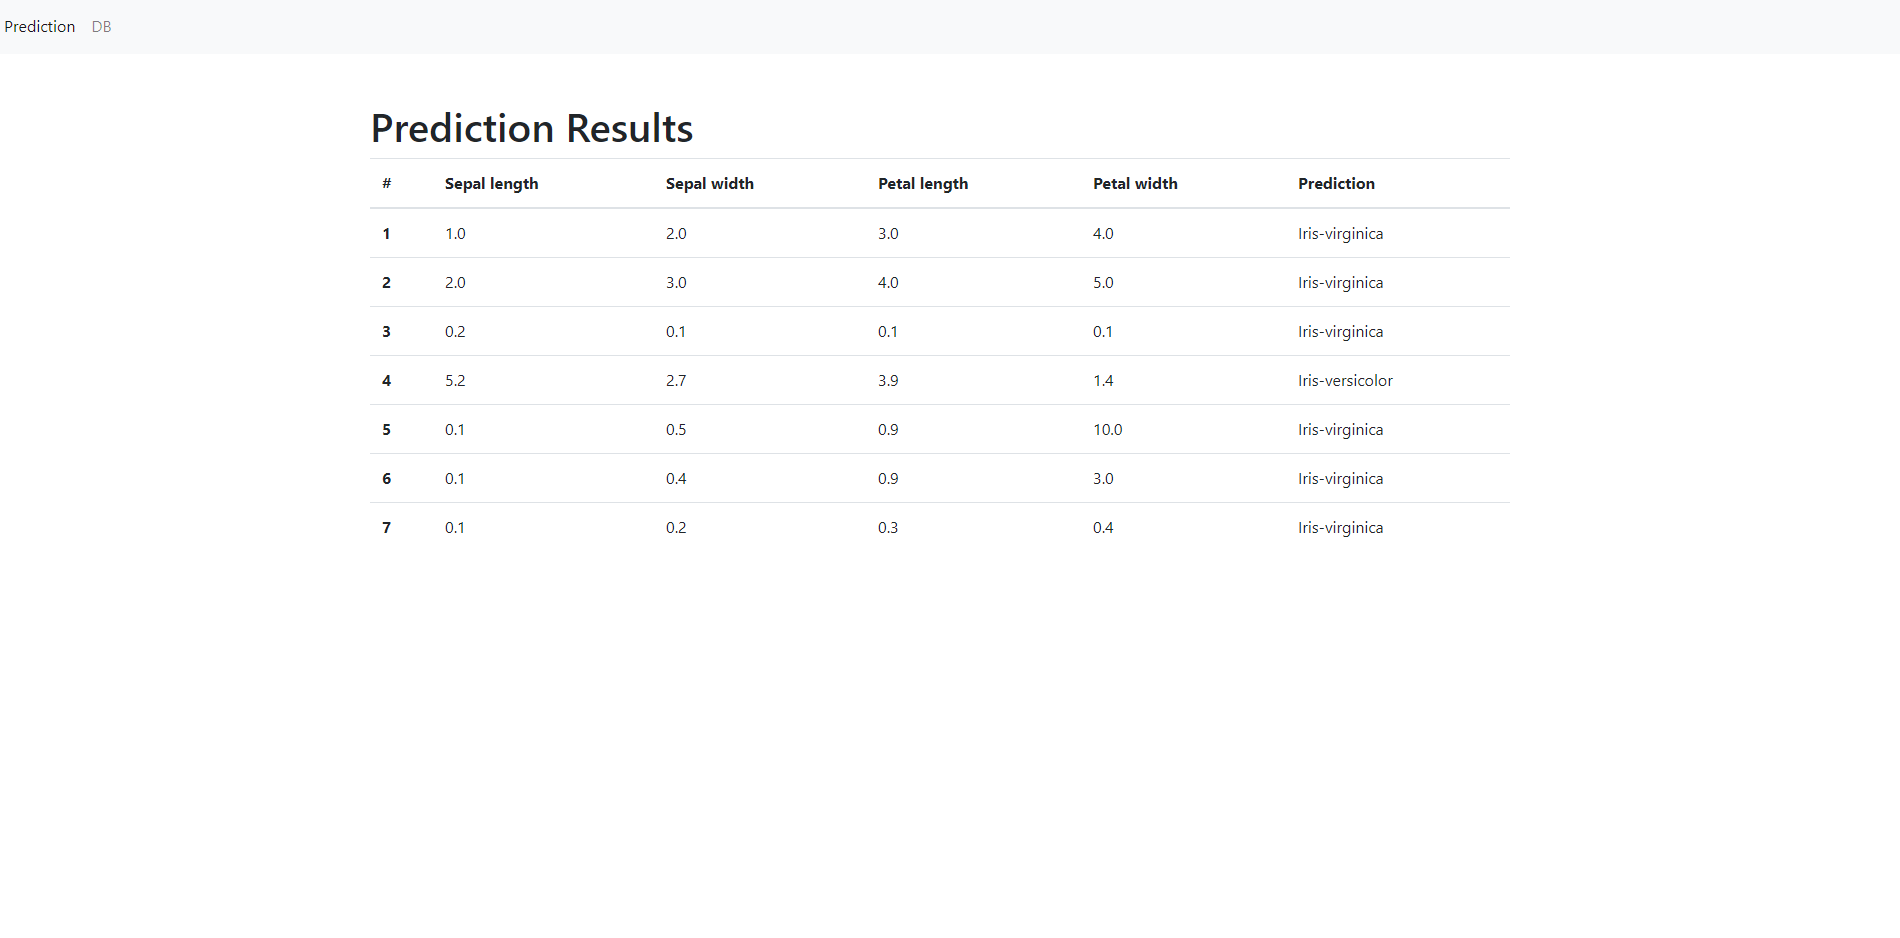 Prediction DB
Prediction Results
# Sepal length Sepal width Petal length Petal width Prediction
1 1.0 2.0 3.0 4.0 Iris-virginica
2 2.0 3.0 4.0 5.0 Iris-virginica
3 0.2 0.1 0.1 0.1 Iris-virginica
4 5.2 2.7 3.9 1.4 Iris-versicolor
5 0.1 0.5 0.9 10.0 Iris-virginica
6 0.1 0.4 0.9 3.0 Iris-virginica
7 0.1 0.2 0.3 0.4 Iris-virginica